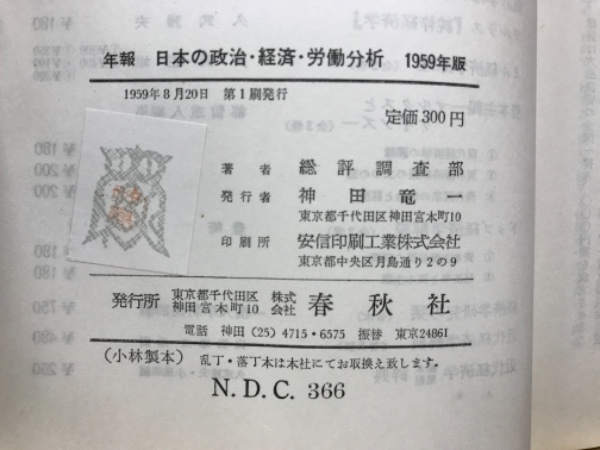 年報 日本の政治・経済・労働分析 1959年版
1959年8月20日 第1刷発行
定価300円
著者 総評調査部
発行者 神田竜一
東京都千代田区神田宮本町10
印刷所 安信印刷工業株式会社
東京都中央区月島通り2の9
発行所 東京都千代田区神田宮本町10 株式会社 春秋社
電話 神田(25)4715・6575 振替 東京24861
(小林製本) 乱丁・落丁本は本社にてお取換え致します。
N.D.C. 366